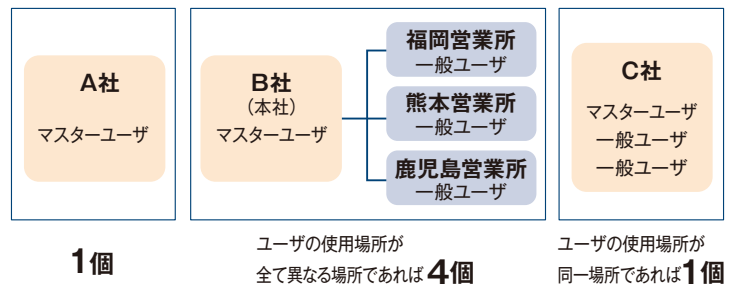 A社
マスターユーザ
B社
(本社)
マスターユーザ
福岡営業所
一般ユーザ
熊本営業所
一般ユーザ
鹿児島営業所
一般ユーザ
C社
マスターユーザ
一般ユーザ
一般ユーザ
1個
ユーザの使用場所が
全て異なる場所であれば4個
ユーザの使用場所が
同一場所であれば1個